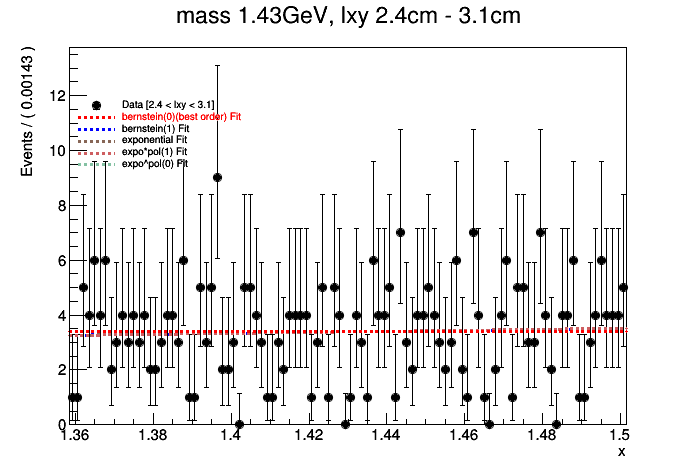 mass 1.43GeV, lxy 2.4cm - 3.1cm
Events / ( 0.00143 )
12
10
8
6
4
2
0
Data [2.4 < lxy < 3.1]
bernstein(0)(best order) Fit
bernstein(1) Fit
exponential Fit
expo*pol(1) Fit
expo^pol(0) Fit
1.36 1.38 1.4 1.42 1.44 1.46 1.48 1.5
x